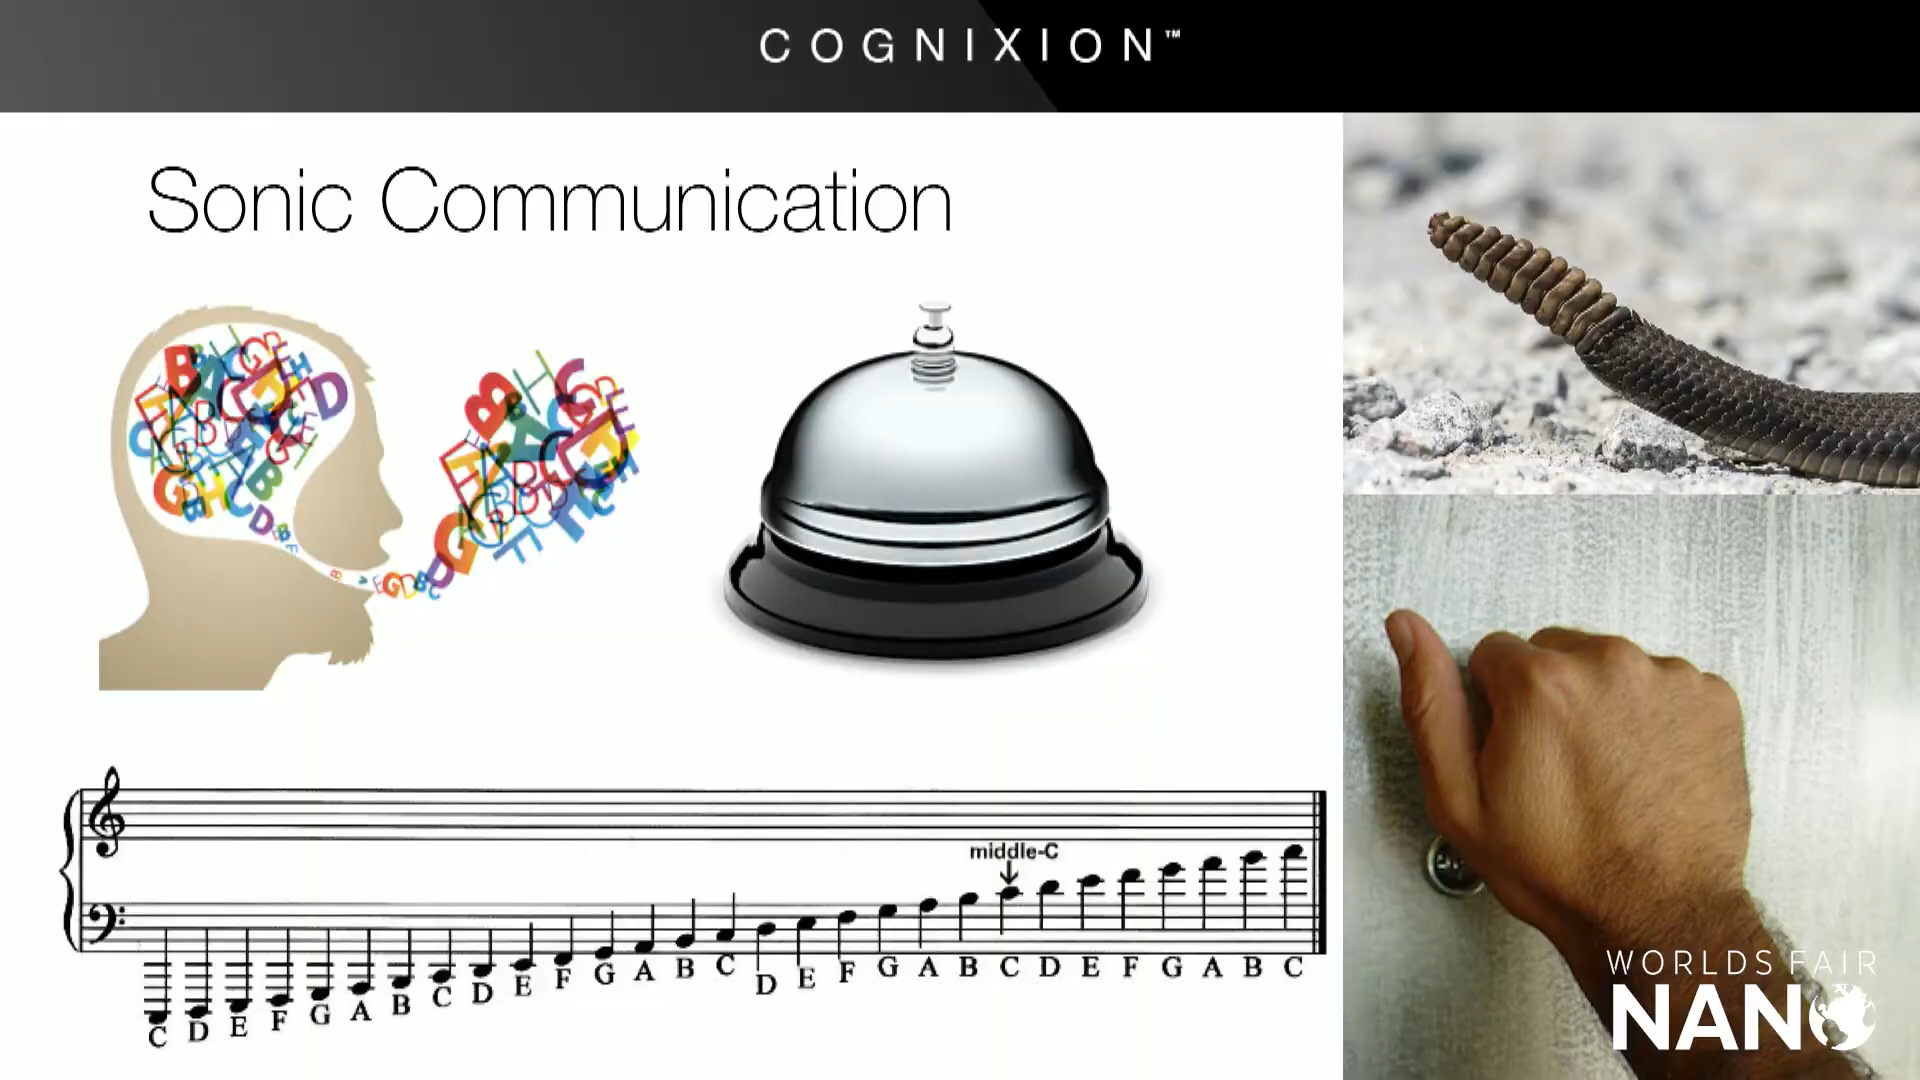 COGNIXION™
Sonic Communication
middle-C
C D E F G A B C D E F G A B C D E F G A B C D E F G A B C
WORLDS FAIR
NANO